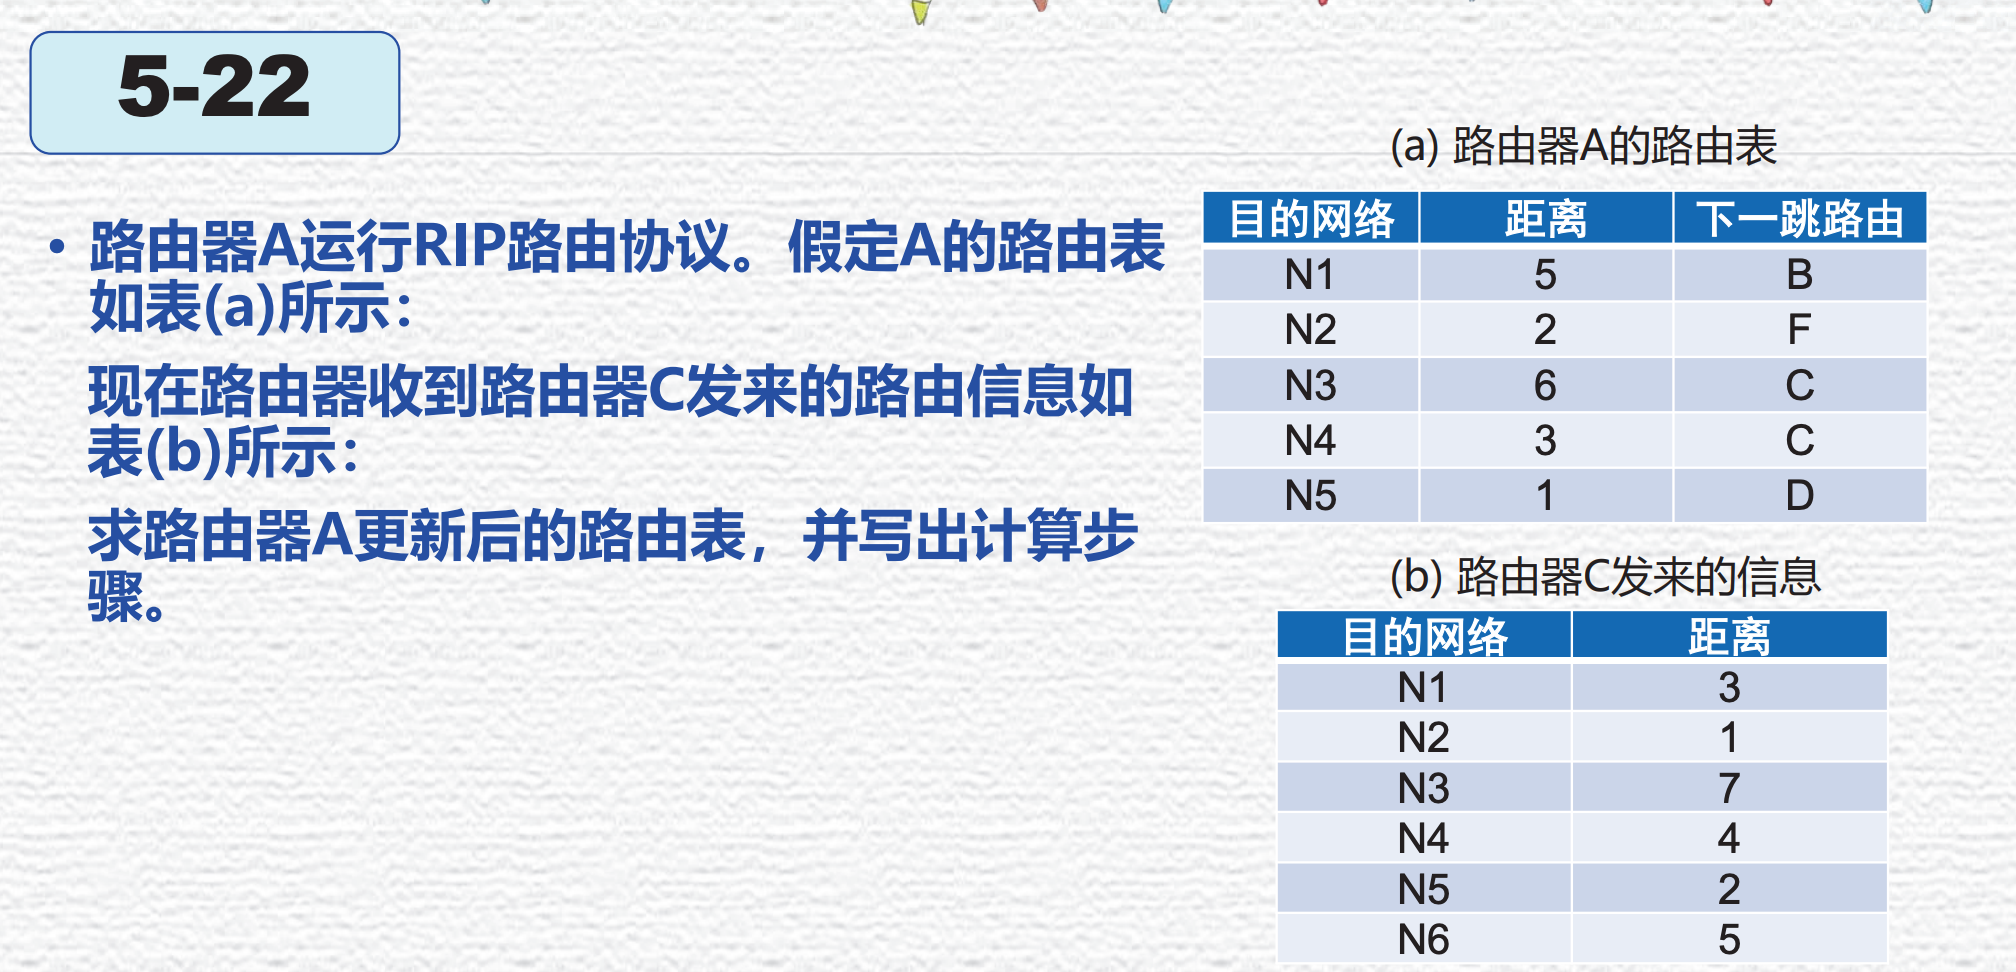 5-22
• 路由器A运行RIP路由协议。假定A的路由表
如表(a)所示：
现在路由器收到路由器C发来的路由信息如
表(b)所示：
求路由器A更新后的路由表，并写出计算步
骤。
(a) 路由器A的路由表
目的网络 距离 下一跳路由
N1 5 B
N2 2 F
N3 6 C
N4 3 C
N5 1 D
(b) 路由器C发来的信息
目的网络 距离
N1 3
N2 1
N3 7
N4 4
N5 2
N6 5